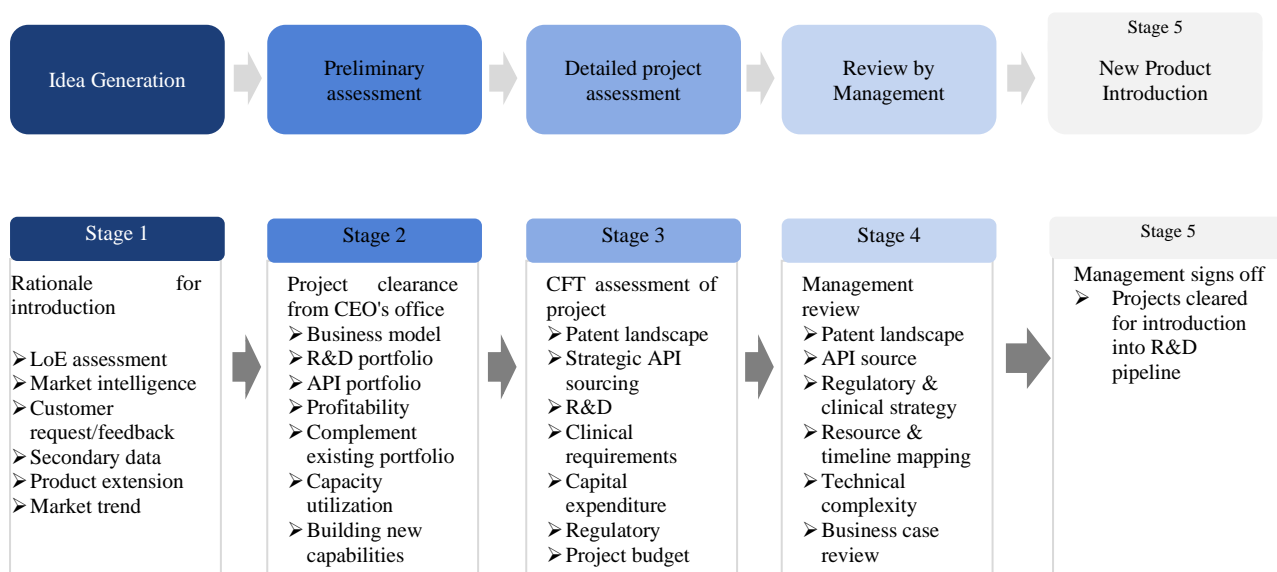 Idea Generation
Preliminary
assessment
Detailed project
assessment
Review by
Management
Stage 5
New Product
Introduction
Stage 1
Rationale for
introduction
➢ LoE assessment
➢ Market intelligence
➢ Customer
request/feedback
➢ Secondary data
➢ Product extension
➢ Market trend
Stage 2
Project clearance
from CEO's office
➢ Business model
➢ R&D portfolio
➢ API portfolio
➢ Profitability
➢ Complement
existing portfolio
➢ Capacity
utilization
➢ Building new
capabilities
Stage 3
CFT assessment of
project
➢ Patent landscape
➢ Strategic API
sourcing
➢ R&D
➢ Clinical
requirements
➢ Capital
expenditure
➢ Regulatory
➢ Project budget
Stage 4
Management
review
➢ Patent landscape
➢ API source
➢ Regulatory &
clinical strategy
➢ Resource &
timeline mapping
➢ Technical
complexity
➢ Business case
review
Stage 5
Management signs off
➢ Projects cleared
for introduction
into R&D
pipeline